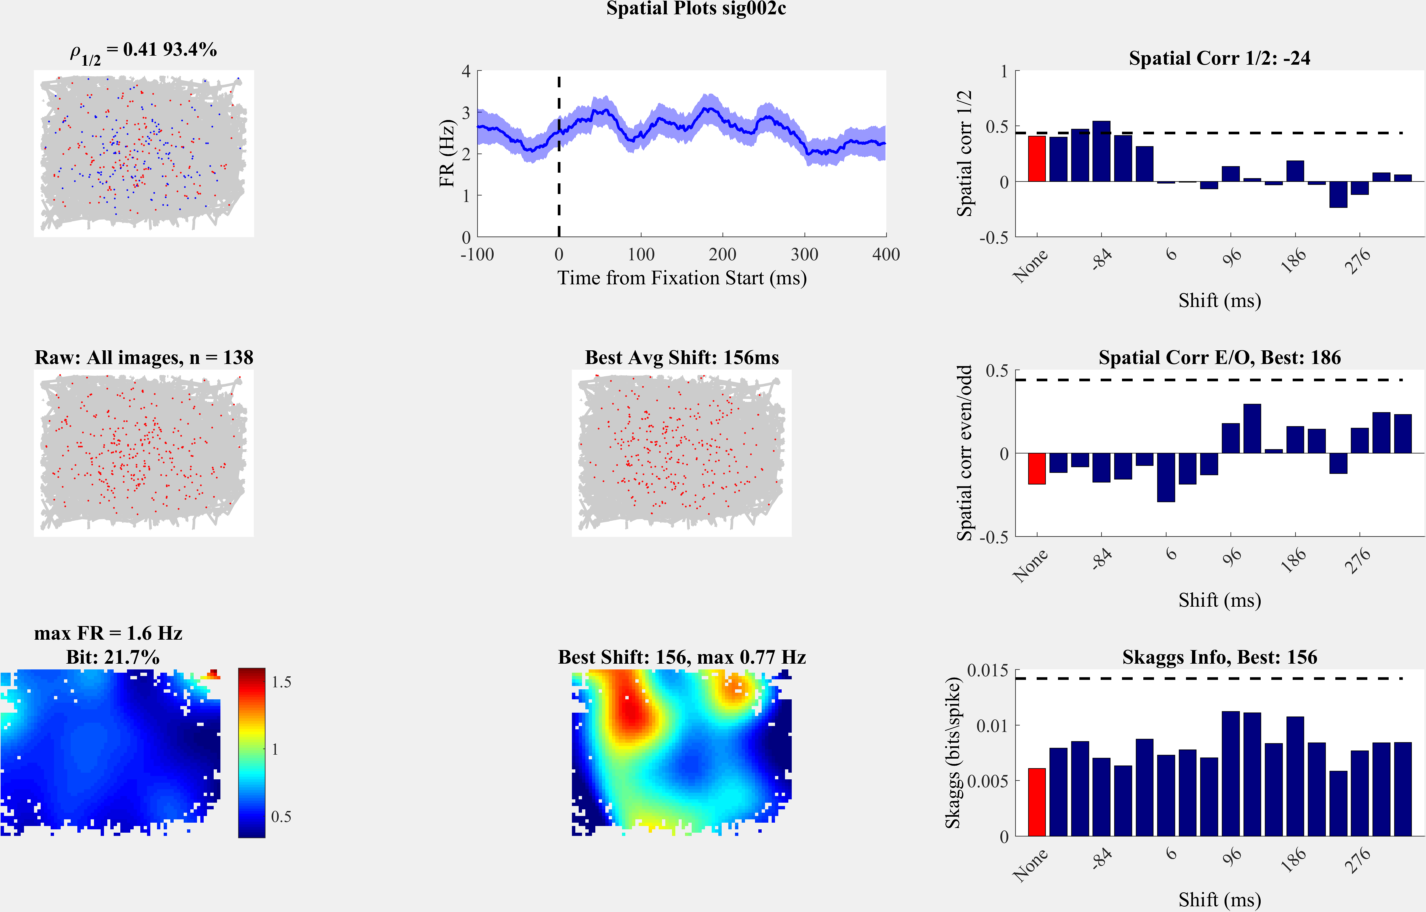 Spatial Plots sig002c
ρ1/2 = 0.41 93.4%
4
3
2
1
0
FR (Hz)
-100 0 100 200 300 400
Time from Fixation Start (ms)
Spatial Corr 1/2: -24
1
0.5
0
-0.5
Spatial corr 1/2
None -84 6 96 186 276
Shift (ms)
Raw: All images, n = 138
Best Avg Shift: 156ms
Spatial Corr E/O, Best: 186
0.5
0
-0.5
Spatial corr even/odd
None -84 6 96 186 276
Shift (ms)
max FR = 1.6 Hz
Bit: 21.7%
1.5
1
0.5
Best Shift: 156, max 0.77 Hz
Skaggs Info, Best: 156
0.015
0.01
0.005
0
Skaggs (bits\spike)
None -84 6 96 186 276
Shift (ms)